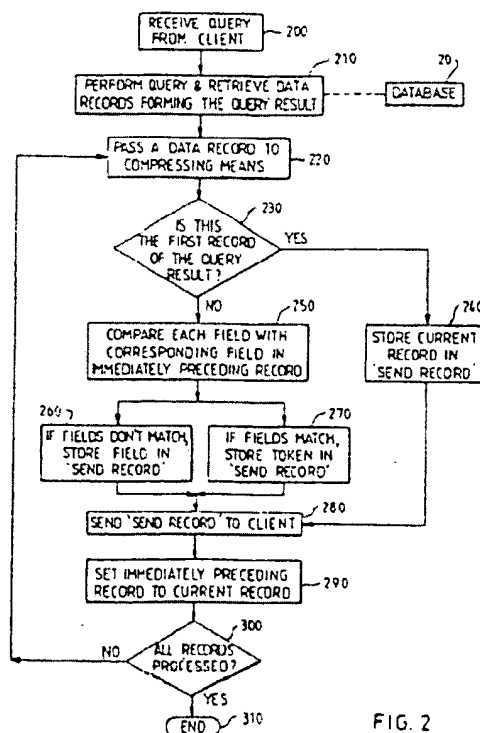 RECEIVE QUERY
FROM CLIENT
200
210
PERFORM QUERY & RETRIEVE DATA
RECORDS FORMING THE QUERY RESULT
20
DATABASE
PASS A DATA RECORD TO
COMPRESSING MEANS
220
230
IS THIS
THE FIRST RECORD
OF THE QUERY
RESULT?
YES
NO
250
240
COMPARE EACH FIELD WITH
CORRESPONDING FIELD IN
IMMEDIATELY PRECEDING RECORD
STORE CURRENT
RECORD IN
'SEND RECORD'
260
270
IF FIELDS DON'T MATCH,
STORE FIELD IN
'SEND RECORD'
IF FIELDS MATCH,
STORE TOKEN IN
'SEND RECORD'
280
SEND 'SEND RECORD' TO CLIENT
SET IMMEDIATELY PRECEDING
RECORD TO CURRENT RECORD
290
300
NO
ALL RECORDS
PROCESSED?
YES
END
310
FIG. 2